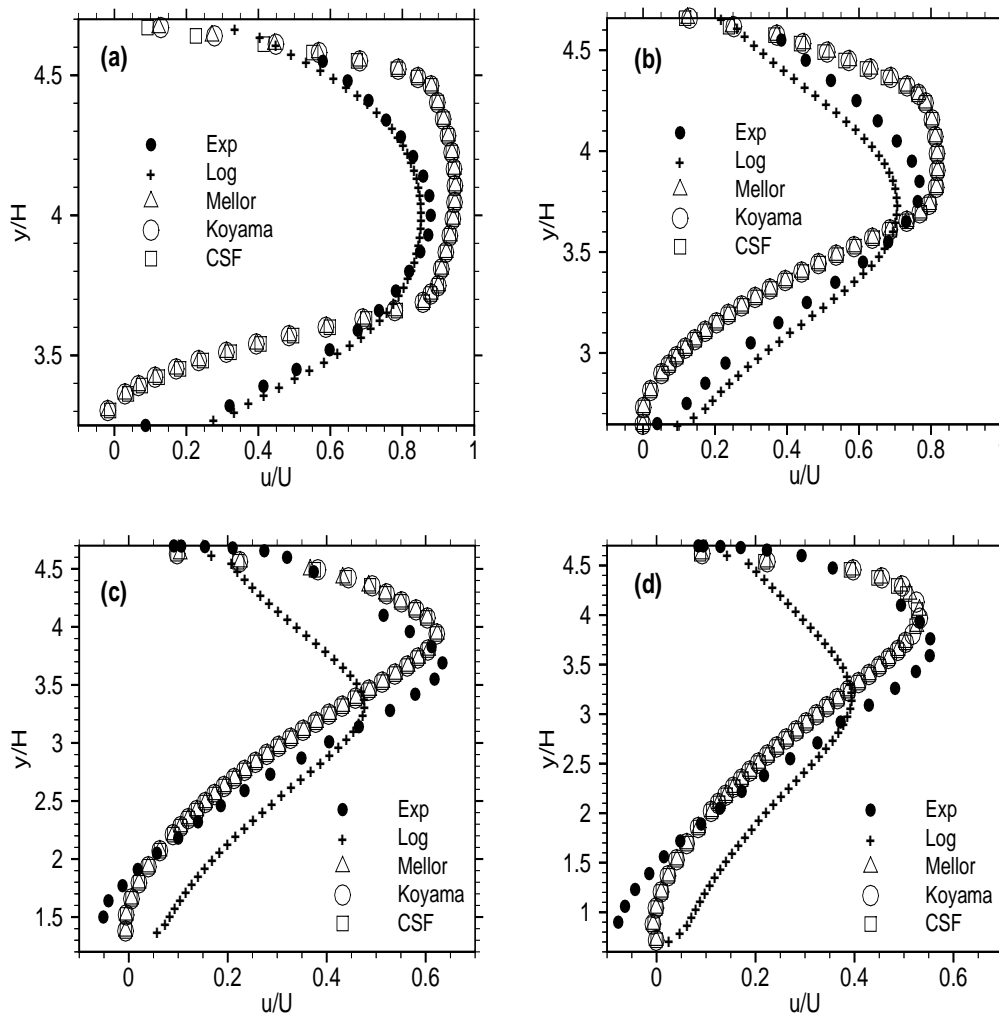 (a)
4.5
4
3.5
y/H
0
0.2
0.4
0.6
0.8
1
u/U
Exp
Log
Mellor
Koyama
CSF
(b)
4.5
4
3.5
3
y/H
0
0.2
0.4
0.6
0.8
u/U
Exp
Log
Mellor
Koyama
CSF
(c)
4.5
4
3.5
3
2.5
2
1.5
y/H
0
0.2
0.4
0.6
u/U
Exp
Log
Mellor
Koyama
CSF
(d)
4.5
4
3.5
3
2.5
2
1.5
1
y/H
0
0.2
0.4
0.6
u/U
Exp
Log
Mellor
Koyama
CSF